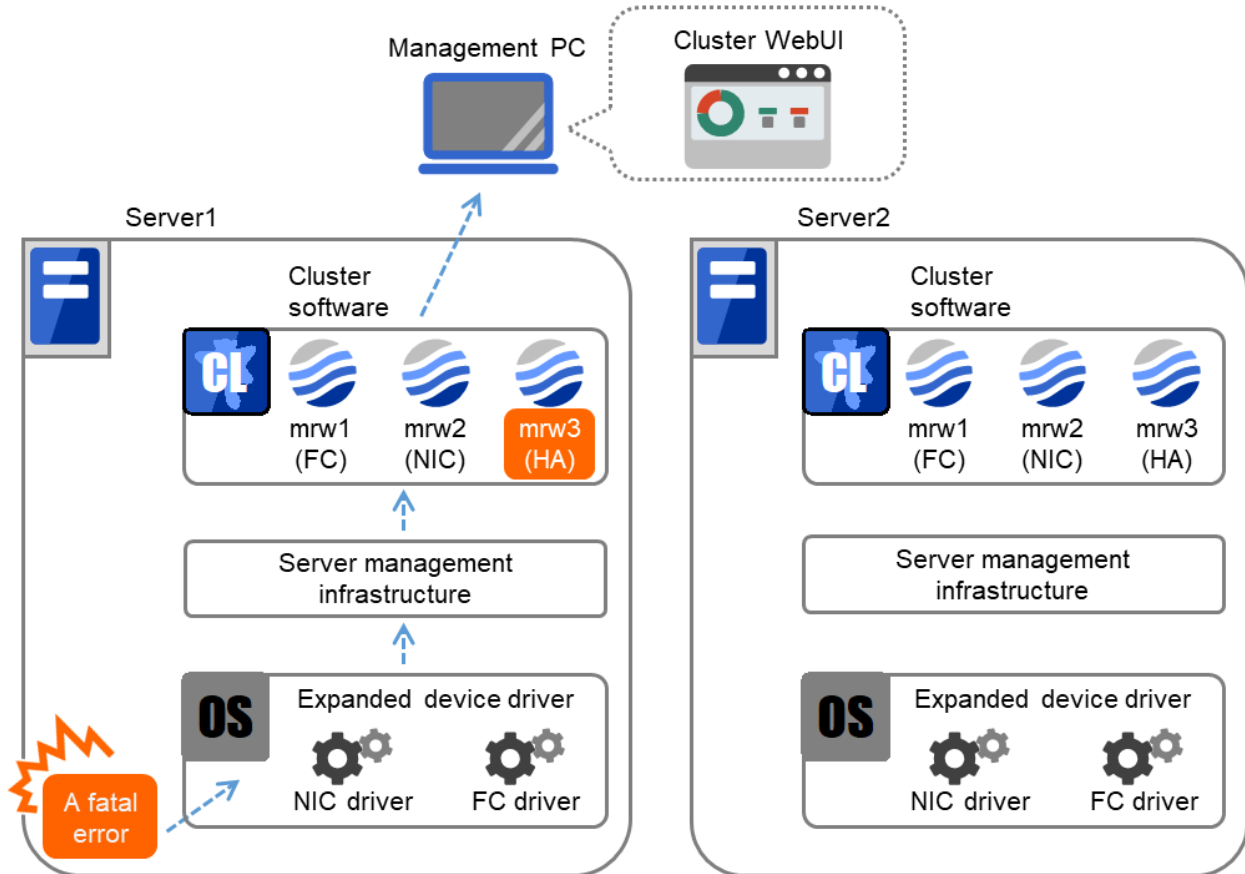 Management PC
Cluster WebUI
Server1
Cluster
software
CL
mrw1
(FC)
mrw2
(NIC)
mrw3
(HA)
Server management
infrastructure
OS
Expanded device driver
NIC driver
FC driver
A fatal
error
Server2
Cluster
software
CL
mrw1
(FC)
mrw2
(NIC)
mrw3
(HA)
Server management
infrastructure
OS
Expanded device driver
NIC driver
FC driver